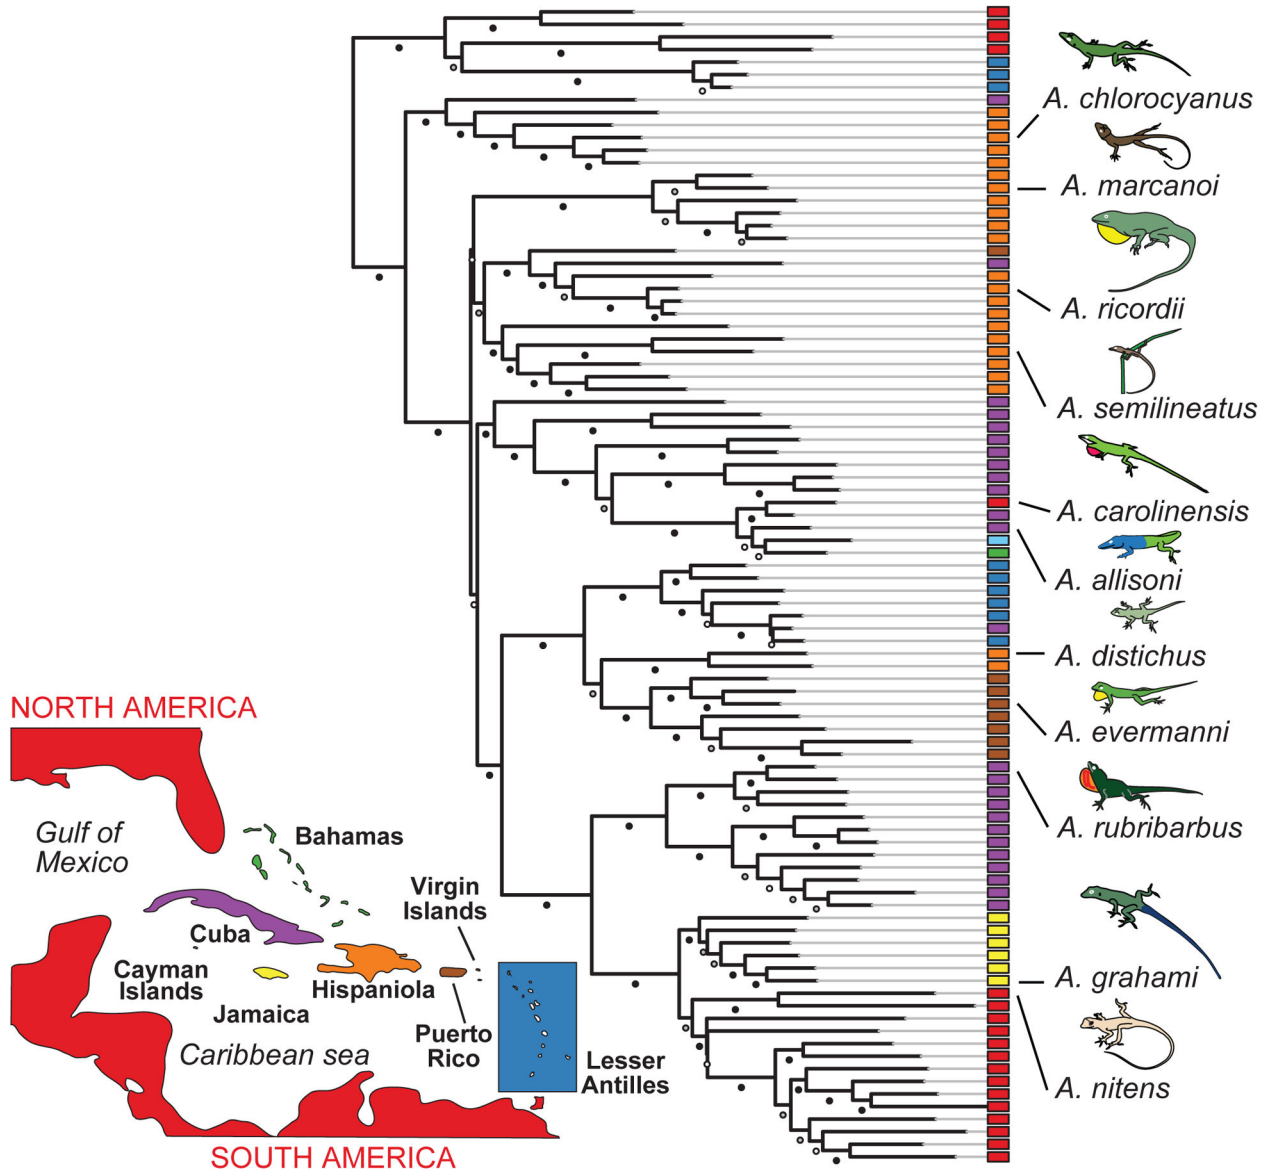 A. chlorocyanus
A. marcanoi
A. ricordii
A. semilineatus
A. carolinensis
A. allisoni
A. distichus
A. evermanni
A. rubribarbus
A. grahami
A. nitens
NORTH AMERICA
Gulf of
Mexico
Bahamas
Virgin
Islands
Cuba
Cayman
Islands
Hispaniola
Jamaica
Puerto
Rico
Caribbean sea
Lesser
Antilles
SOUTH AMERICA